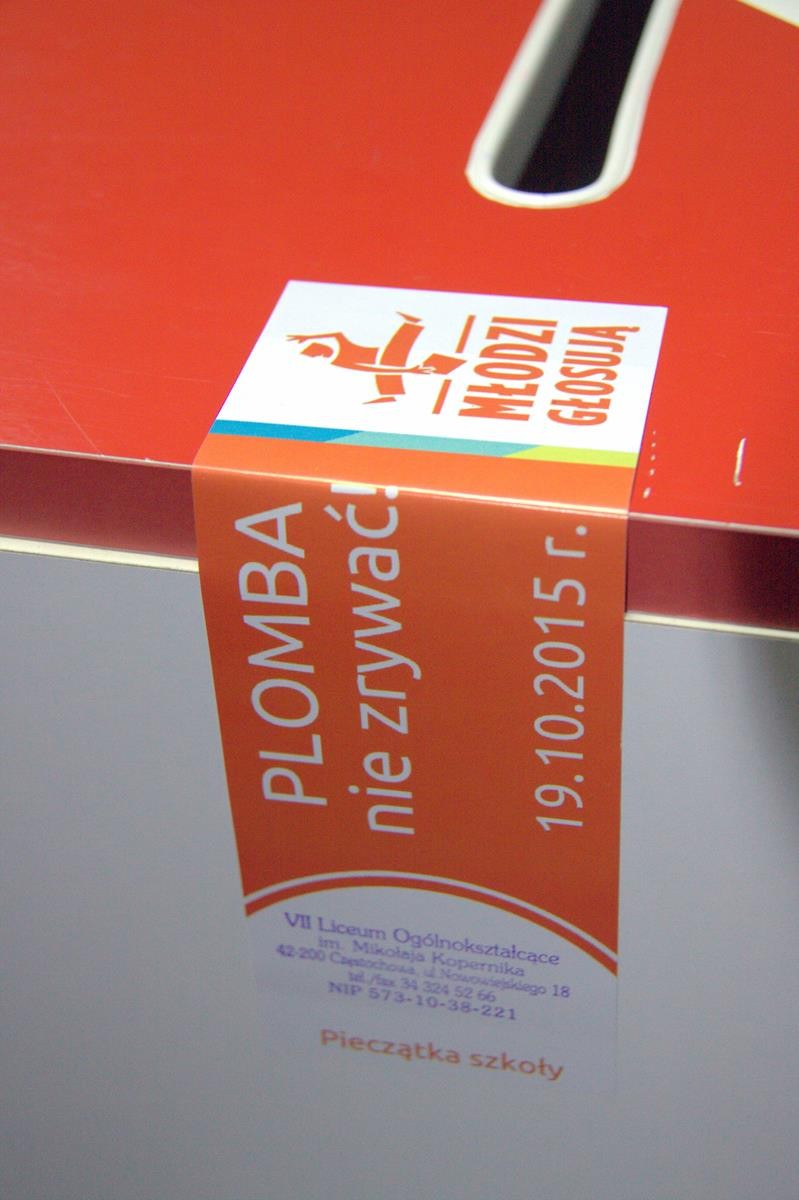 MŁODZI
GŁOSUJĄ
PLOMBA
nie zrywać!
19.10.2015 r.
VII Liceum Ogólnokształcące
im. Mikołaja Kopernika
42-200 Częstochowa, ul. Nowowiejskiego 18
tel./fax 34 324 52 66
NIP 573-10-38-221
Pieczątka szkoły